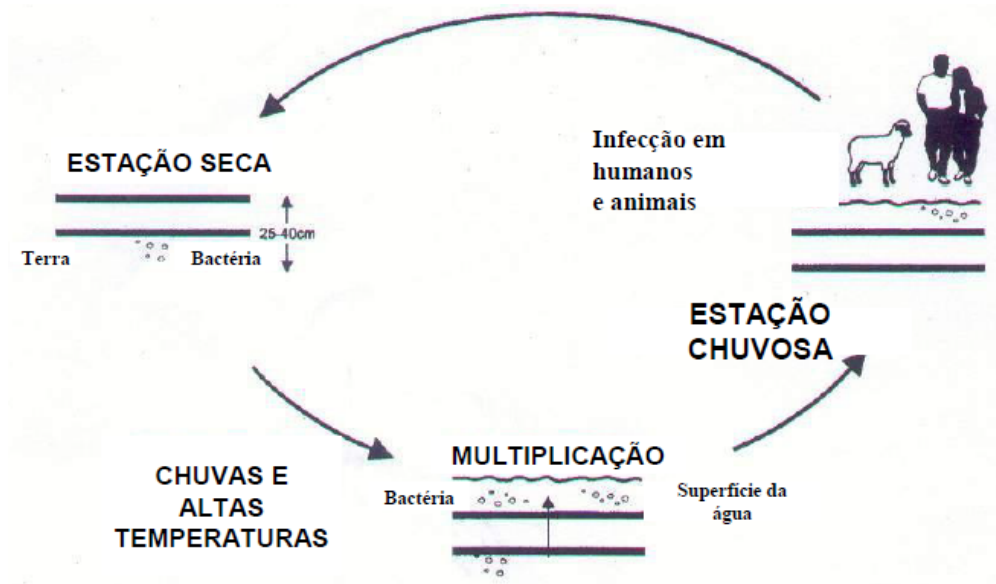 Infecção em
humanos
e animais
ESTAÇÃO SECA
25-40cm
Terra
Bactéria
ESTAÇÃO
CHUVOSA
MULTIPLICAÇÃO
CHUVAS E
ALTAS
TEMPERATURAS
Bactéria
Superfície da
água